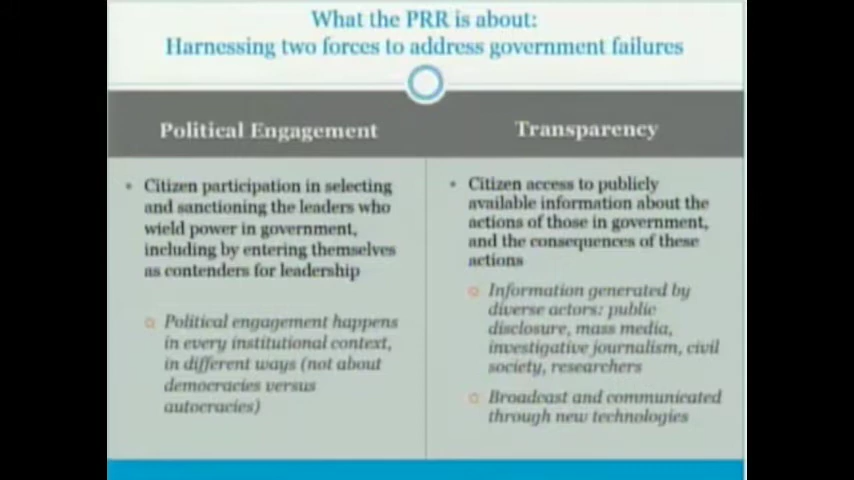 What the PRR is about:
Harnessing two forces to address government failures
Political Engagement
• Citizen participation in selecting
and sanctioning the leaders who
wield power in government,
including by entering themselves
as contenders for leadership
o Political engagement happens
in every institutional context,
in different ways (not about
democracies versus
autocracies)
Transparency
• Citizen access to publicly
available information about the
actions of those in government,
and the consequences of these
actions
o Information generated by
diverse actors: public
disclosure, mass media,
investigative journalism, civil
society, researchers
o Broadcast and communicated
through new technologies